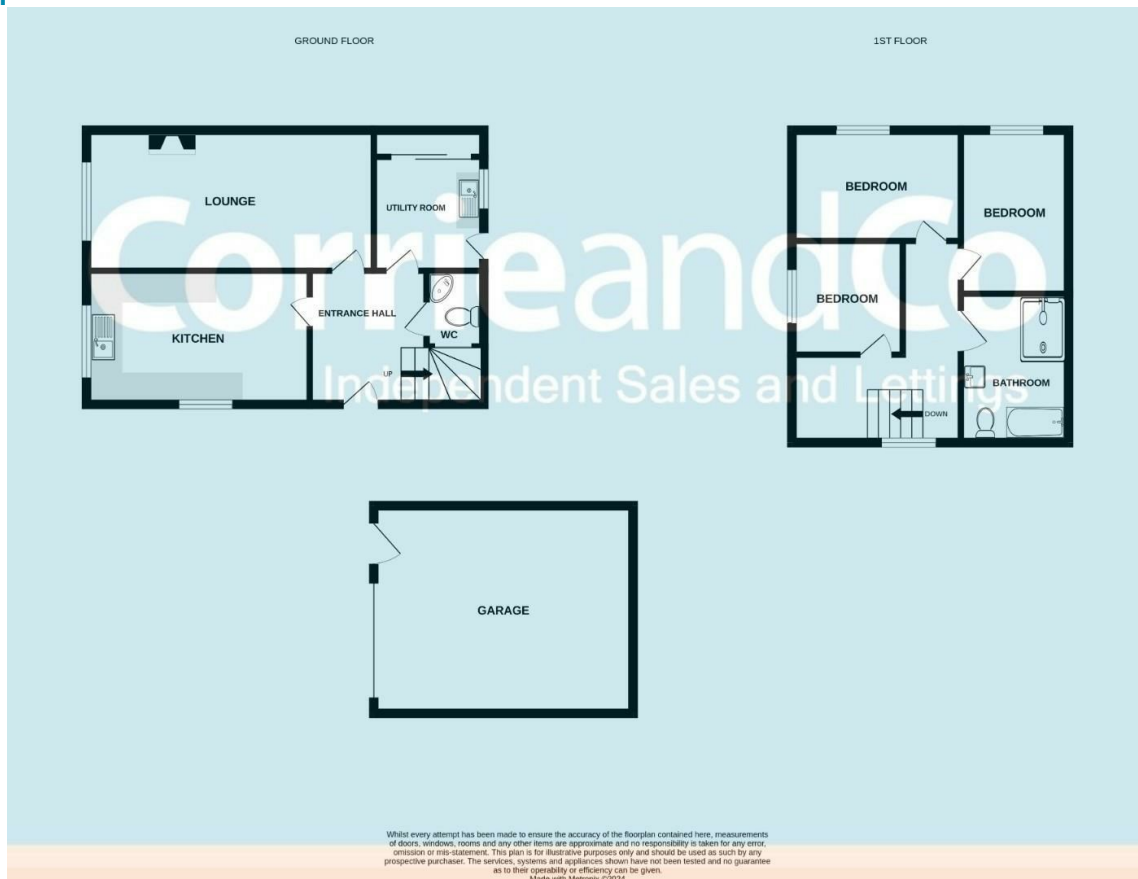 GROUND FLOOR
1ST FLOOR
LOUNGE
UTILITY ROOM
BEDROOM
BEDROOM
CorrieandCo
BEDROOM
ENTRANCE HALL
KITCHEN
WC
UP
Independent Sales and Lettings
BATHROOM
DOWN
GARAGE
Whilst every attempt has been made to ensure the accuracy of the floorplan contained here, measurements
of doors, windows, rooms and any other items are approximate and no responsibility is taken for any error,
omission or mis-statement. This plan is for illustrative purposes only and should be used as such by any
prospective purchaser. The services, systems and appliances shown have not been tested and no guarantee
as to their operability or efficiency can be given.
Made with Metropix ©2024